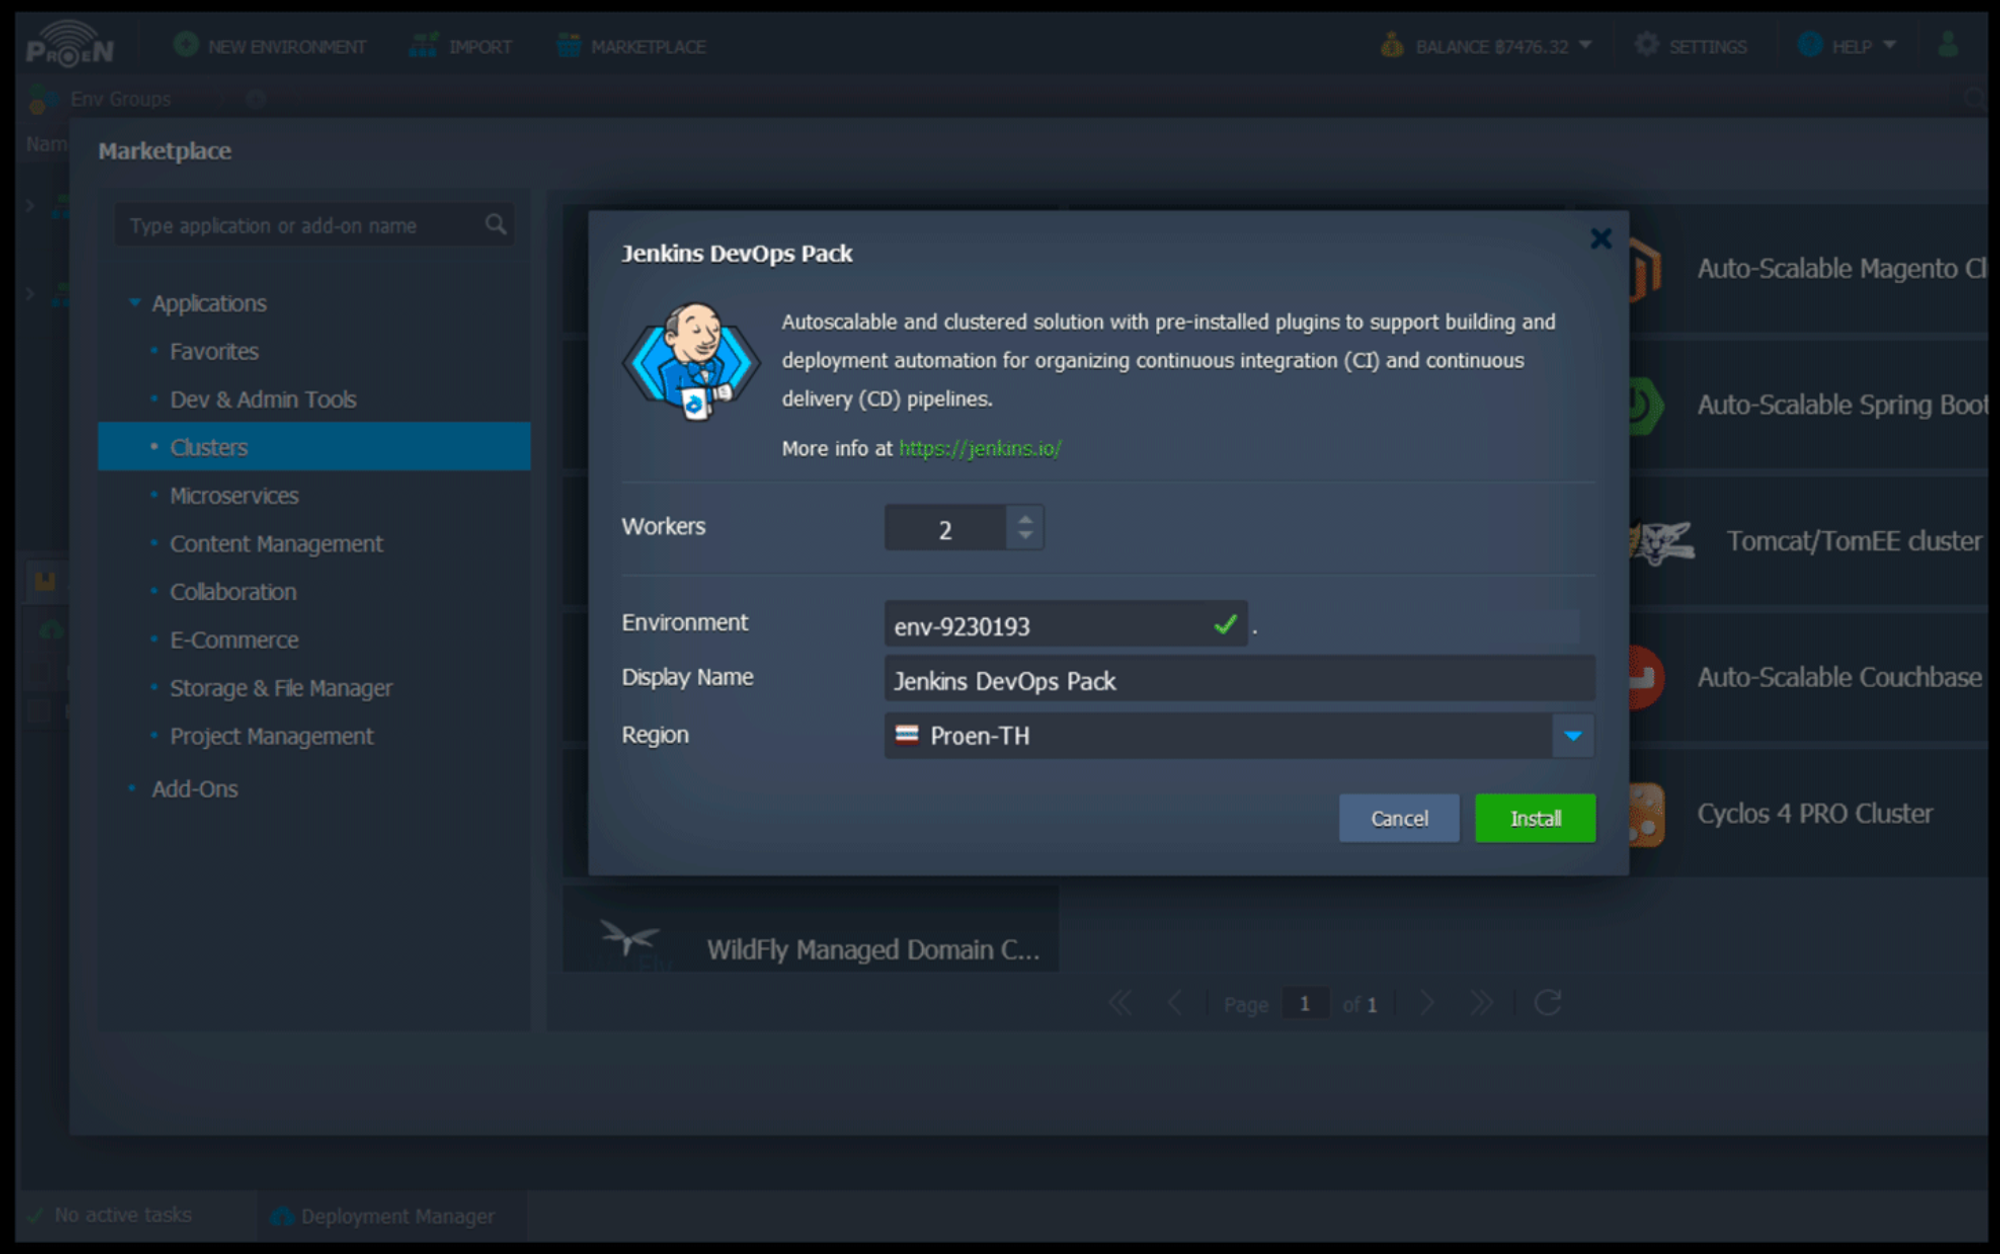 PROEN
NEW ENVIRONMENT
IMPORT
MARKETPLACE
BALANCE ฿7476.32
SETTINGS
HELP
Env Groups
Nam
Marketplace
Type application or add-on name
Applications
Favorites
Dev & Admin Tools
Clusters
Microservices
Content Management
Collaboration
E-Commerce
Storage & File Manager
Project Management
Add-Ons
Jenkins DevOps Pack
Autoscalable and clustered solution with pre-installed plugins to support building and
deployment automation for organizing continuous integration (CI) and continuous
delivery (CD) pipelines.
More info at https://jenkins.io/
Workers
2
Environment
env-9230193
.
Display Name
Jenkins DevOps Pack
Region
Proen-TH
Cancel
Install
Auto-Scalable Magento Cl
Auto-Scalable Spring Boot
Tomcat/TomEE cluster
Auto-Scalable Couchbase
Cyclos 4 PRO Cluster
WildFly Managed Domain C...
Page 1 of 1
No active tasks
Deployment Manager